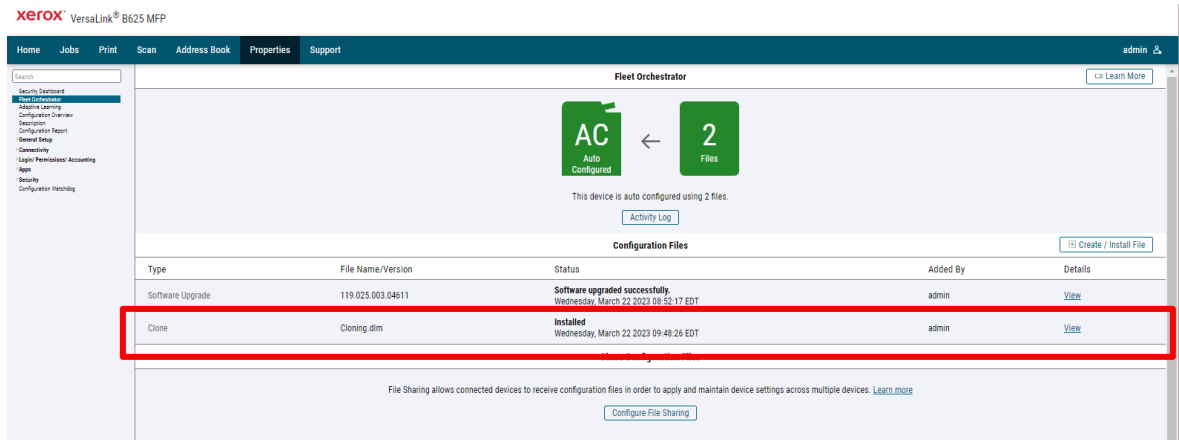 xerox™ VersaLink® B625 MFP
Home Jobs Print Scan Address Book Properties Support admin
Search Fleet Orchestrator Learn More
Security Dashboard
Fleet Orchestrator
Adaptive Learning
Configuration Overview
Description
Configuration Report
General Setup
Connectivity
Login/ Permissions/ Accounting
Apps
Security
Configuration Watchdog
AC ← 2
Auto
Configured
Files
This device is auto configured using 2 files.
Activity Log
Configuration Files Create / Install File
Type File Name/Version Status Added By Details
Software Upgrade 119.025.003.04611 Software upgraded successfully. admin View
Wednesday, March 22 2023 08:52:17 EDT
Clone Cloning.dlm Installed admin View
Wednesday, March 22 2023 09:48:26 EDT
File Sharing allows connected devices to receive configuration files in order to apply and maintain device settings across multiple devices. Learn more
Configure File Sharing